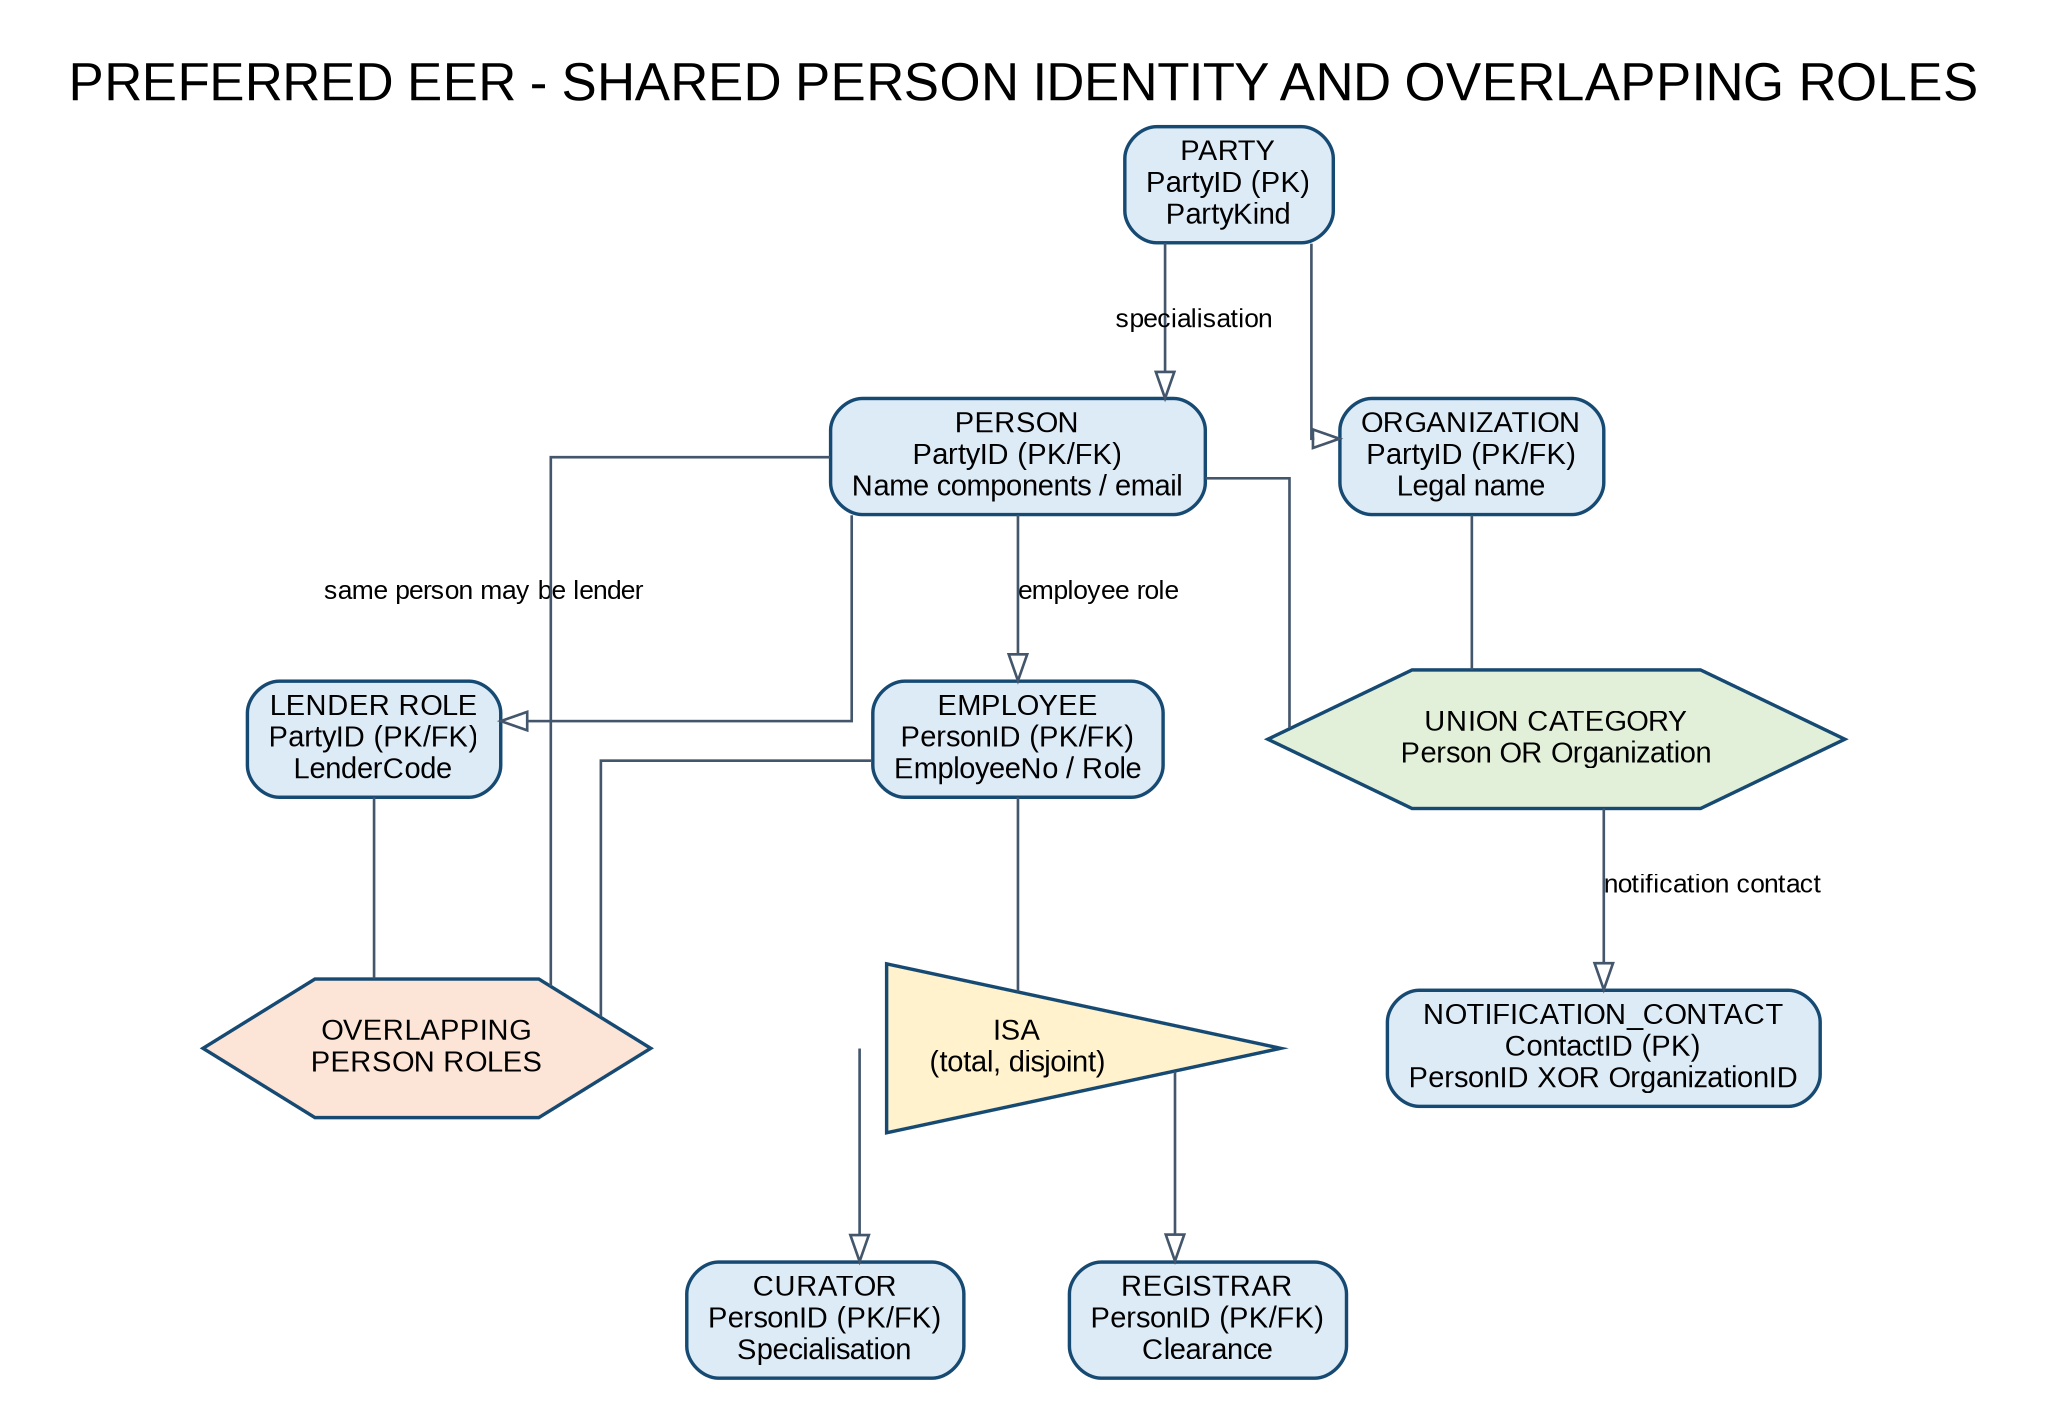 PREFERRED EER - SHARED PERSON IDENTITY AND OVERLAPPING ROLES
PARTY
PartyID (PK)
PartyKind
specialisation
PERSON
PartyID (PK/FK)
Name components / email
ORGANIZATION
PartyID (PK/FK)
Legal name
same person may be lender
employee role
LENDER ROLE
PartyID (PK/FK)
LenderCode
EMPLOYEE
PersonID (PK/FK)
EmployeeNo / Role
UNION CATEGORY
Person OR Organization
notification contact
OVERLAPPING
PERSON ROLES
ISA
(total, disjoint)
NOTIFICATION_CONTACT
ContactID (PK)
PersonID XOR OrganizationID
CURATOR
PersonID (PK/FK)
Specialisation
REGISTRAR
PersonID (PK/FK)
Clearance